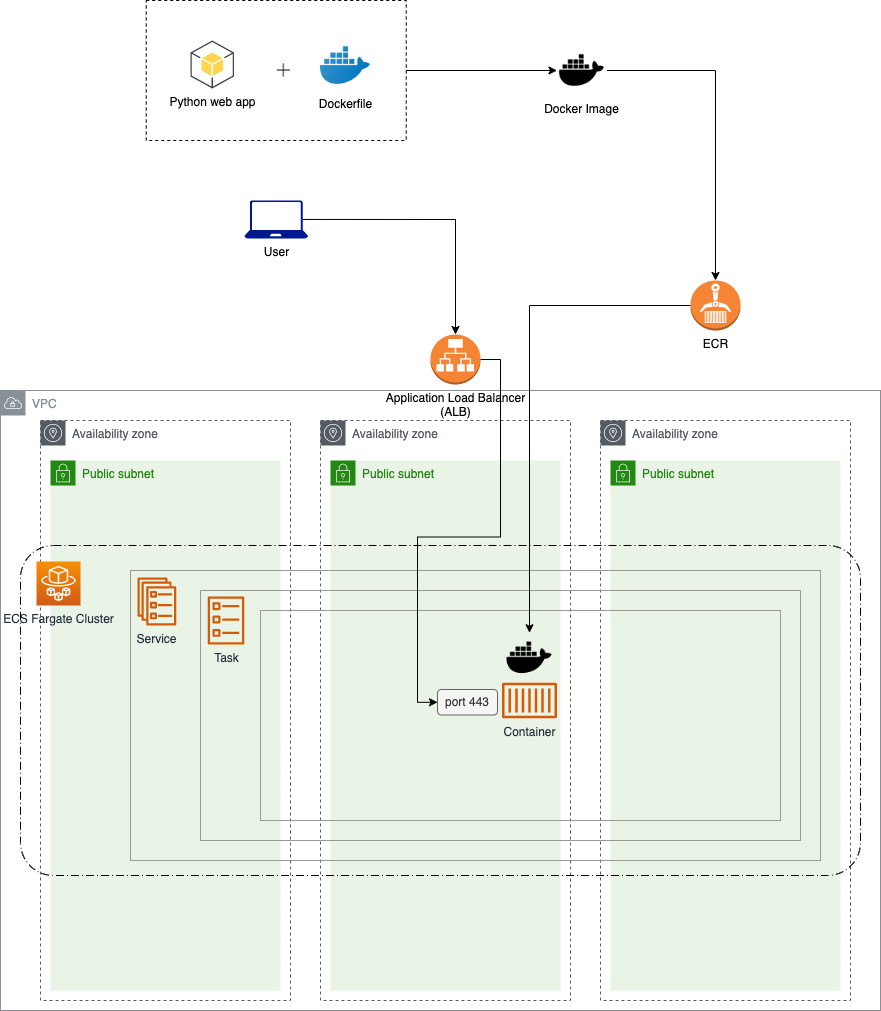 Python web app
Dockerfile
Docker Image
User
ECR
Application Load Balancer
(ALB)
VPC
Availability zone
Availability zone
Availability zone
Public subnet
Public subnet
Public subnet
ECS Fargate Cluster
Service
Task
port 443
Container